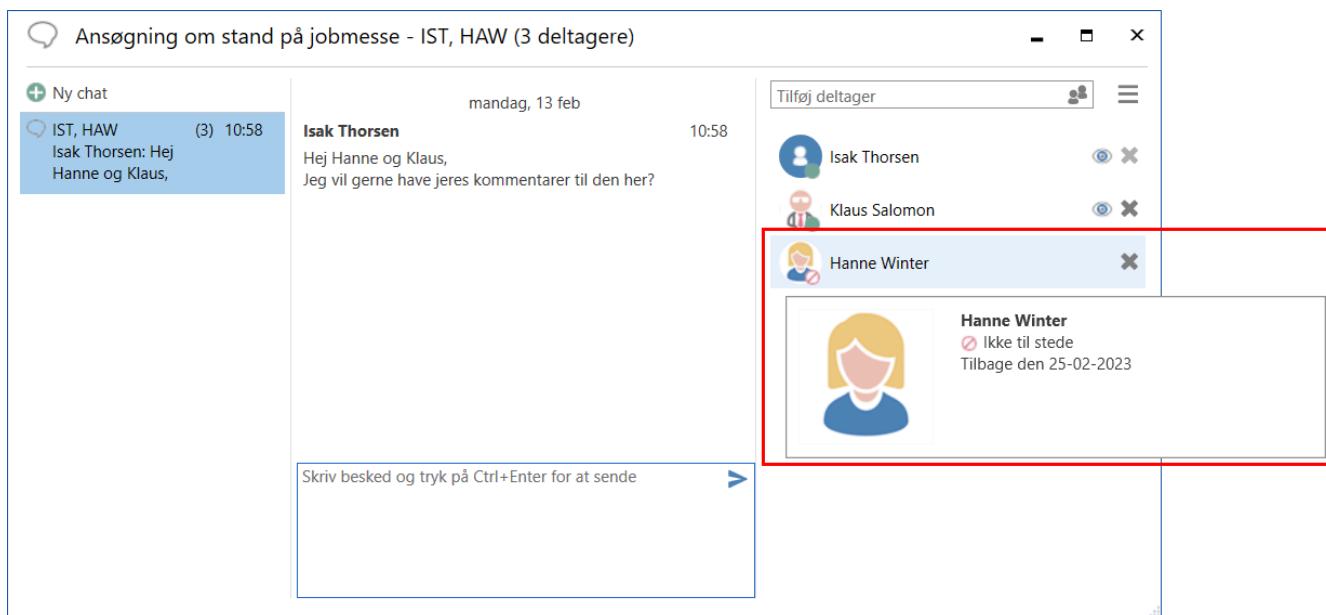 Ansøgning om stand på jobmesse - IST, HAW (3 deltagere)
Ny chat
IST, HAW (3) 10:58
Isak Thorsen: Hej
Hanne og Klaus,
mandag, 13 feb
Isak Thorsen 10:58
Hej Hanne og Klaus,
Jeg vil gerne have jeres kommentarer til den her?
Skriv besked og tryk på Ctrl+Enter for at sende
Tilføj deltager
Isak Thorsen
Klaus Salomon
Hanne Winter
Hanne Winter
Ikke til stede
Tilbage den 25-02-2023